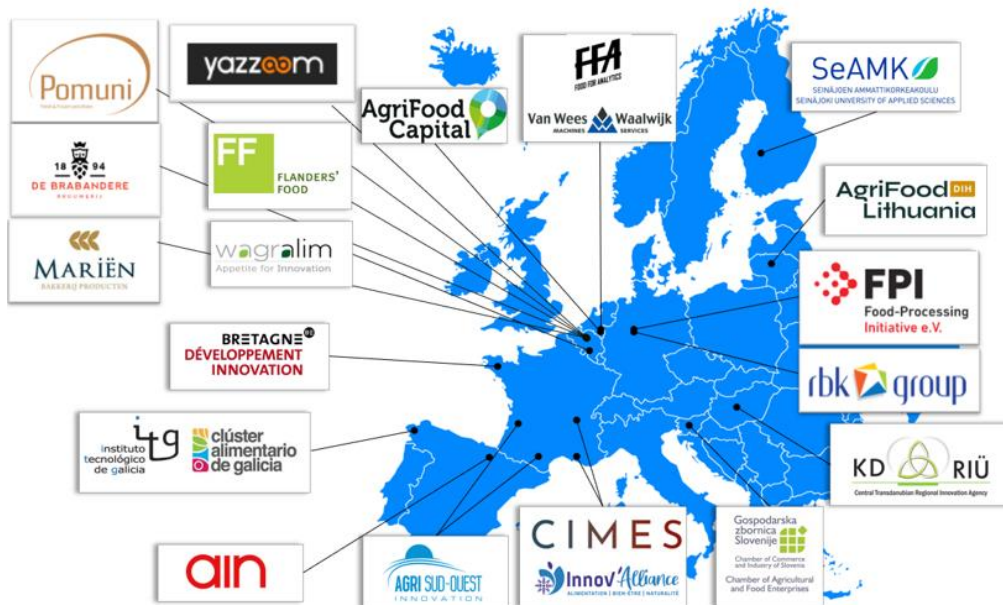 Pomuni
yazzoom
AgriFood
Capital
FFA
FOOD FOR ANALYTICS
Van Wees Waalwijk
MACHINES SERVICES
SeAMK
SEINÄJOEN AMMATTIKORKEAKOULU
SEINÄJOKI UNIVERSITY OF APPLIED SCIENCES
18 94
DE BRABANDERE
BROUWERIJ
FF
FLANDERS'
FOOD
AgriFood DIH
Lithuania
MARIËN
BAKKERIJ PRODUCTEN
wagralim
Appetite for Innovation
FPI
Food-Processing
Initiative e.V.
BRETAGNE BZH
DÉVELOPPEMENT
INNOVATION
rbk group
itg
instituto
tecnológico
de galicia
clúster
alimentario
de galicia
KD RIÜ
Central Transdanubian Regional Innovation Agency
ain
AGRI SUD-OUEST
INNOVATION
CIMES
Innov'Alliance
ALIMENTATION | BIEN-ÊTRE | NATURALITÉ
Gospodarska
zbornica
Slovenije
Chamber of Commerce
and Industry of Slovenia
Chamber of Agricultural
and Food Enterprises